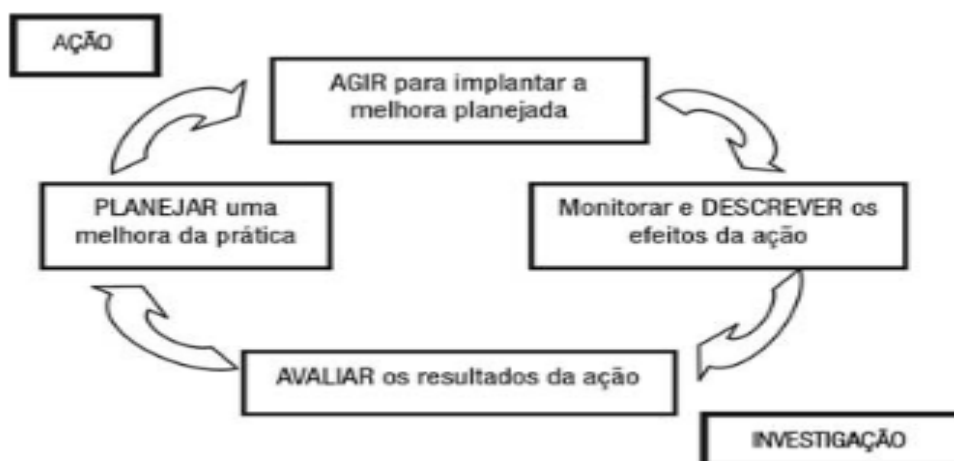 AÇÃO
AGIR para implantar a
melhora planejada
PLANEJAR uma
melhora da prática
Monitorar e DESCREVER os
efeitos da ação
AVALIAR os resultados da ação
INVESTIGAÇÃO